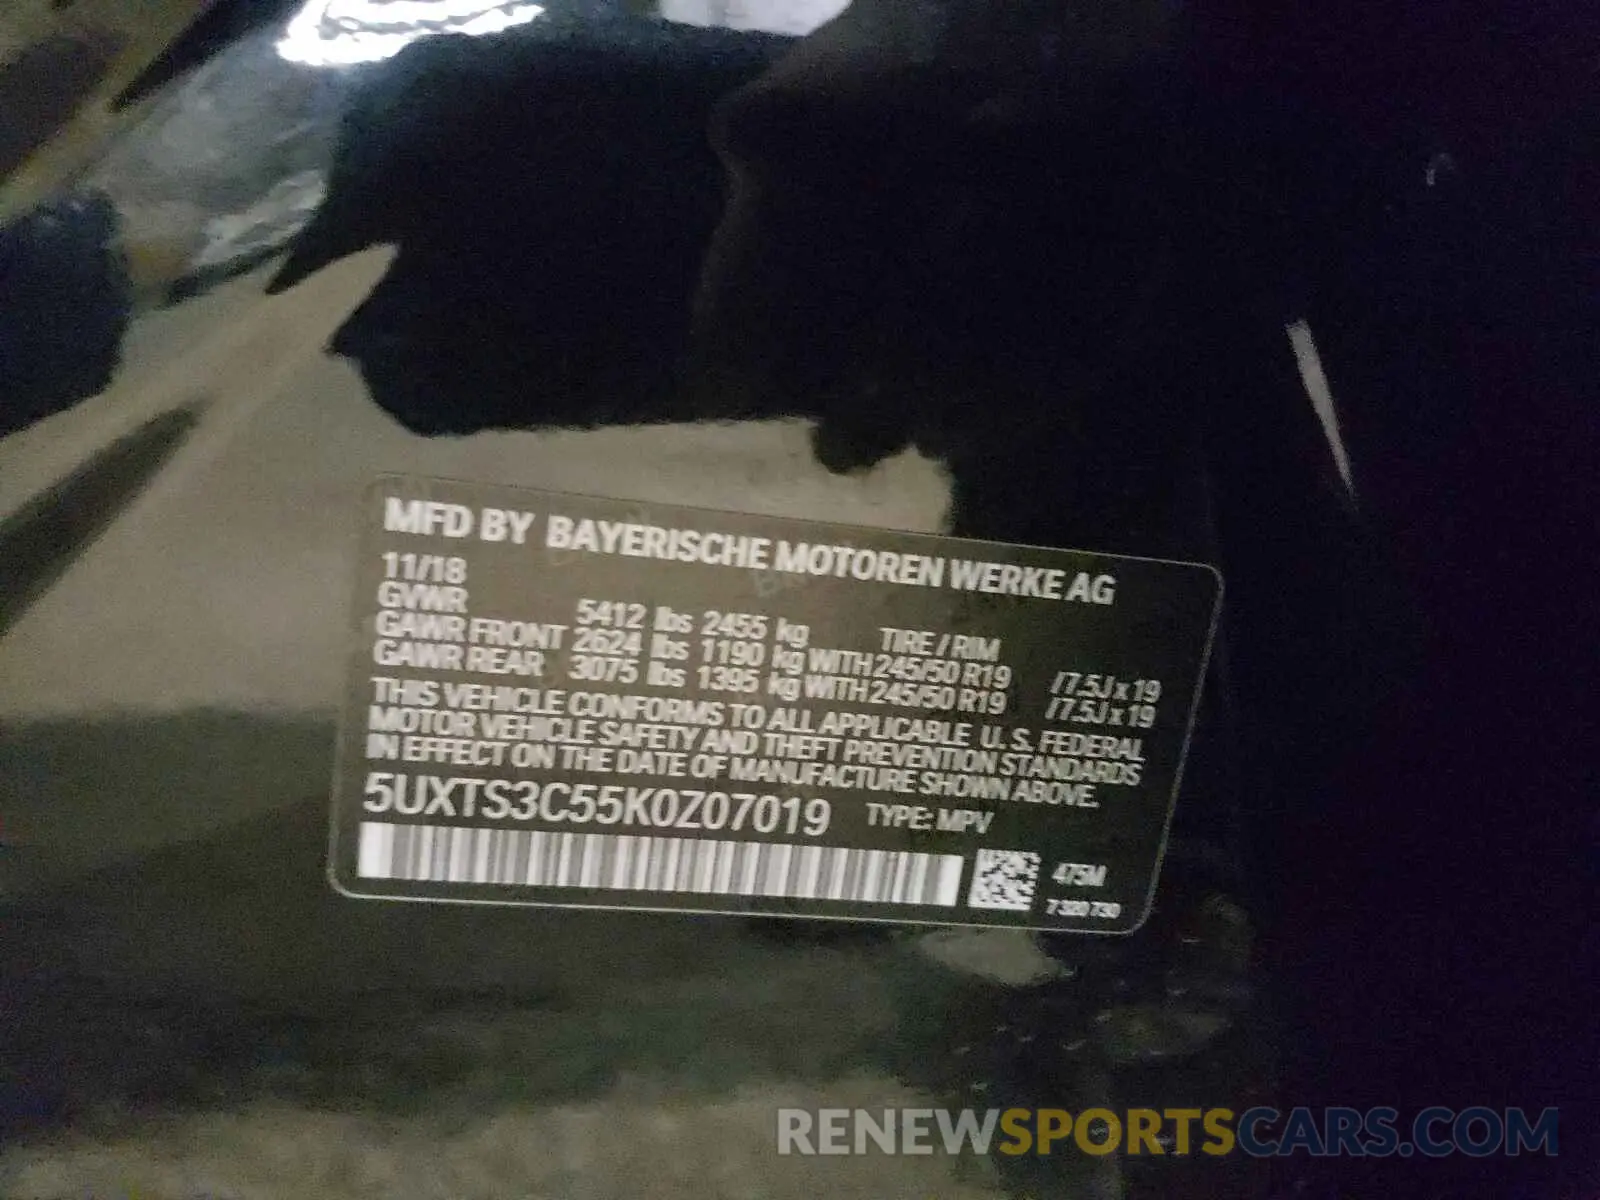 MFD BY BAYERISCHE MOTOREN WERKE AG
11/18
GVWR 5412 lbs 2455 kg TIRE / RIM
GAWR FRONT 2624 lbs 1190 kg WITH 245/50 R19 / 7.5J x 19
GAWR REAR 3075 lbs 1395 kg WITH 245/50 R19 / 7.5J x 19
THIS VEHICLE CONFORMS TO ALL APPLICABLE U. S. FEDERAL
MOTOR VEHICLE SAFETY AND THEFT PREVENTION STANDARDS
IN EFFECT ON THE DATE OF MANUFACTURE SHOWN ABOVE.
5UXTS3C55K0Z07019 TYPE: MPV
475M
7 320 730
RENEWSPORTSCARS.COM